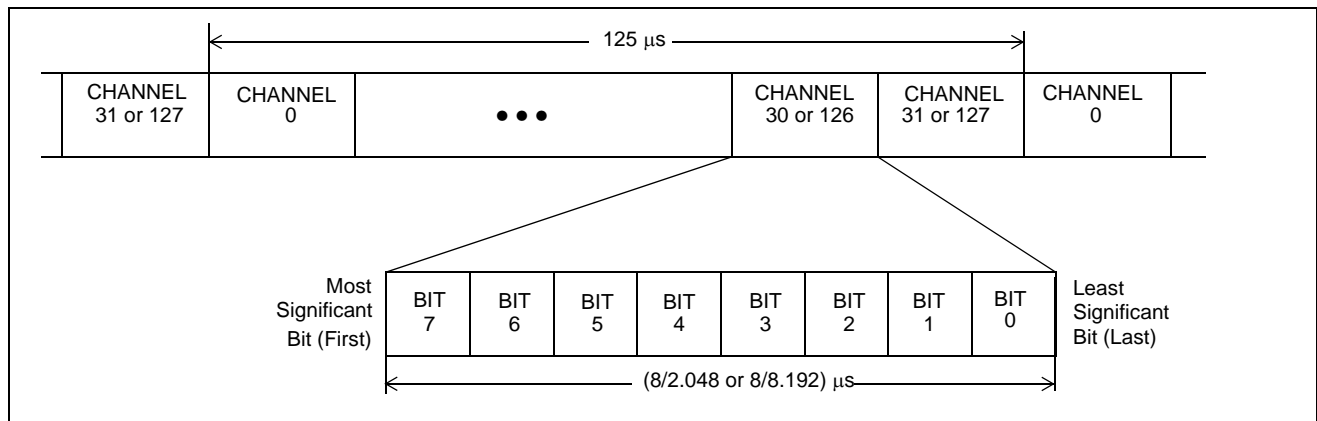 125 μs
CHANNEL
31 or 127
CHANNEL
0
•••
CHANNEL
30 or 126
CHANNEL
31 or 127
CHANNEL
0
Most
Significant
Bit (First)
BIT
7
BIT
6
BIT
5
BIT
4
BIT
3
BIT
2
BIT
1
BIT
0
Least
Significant
Bit (Last)
(8/2.048 or 8/8.192) μs